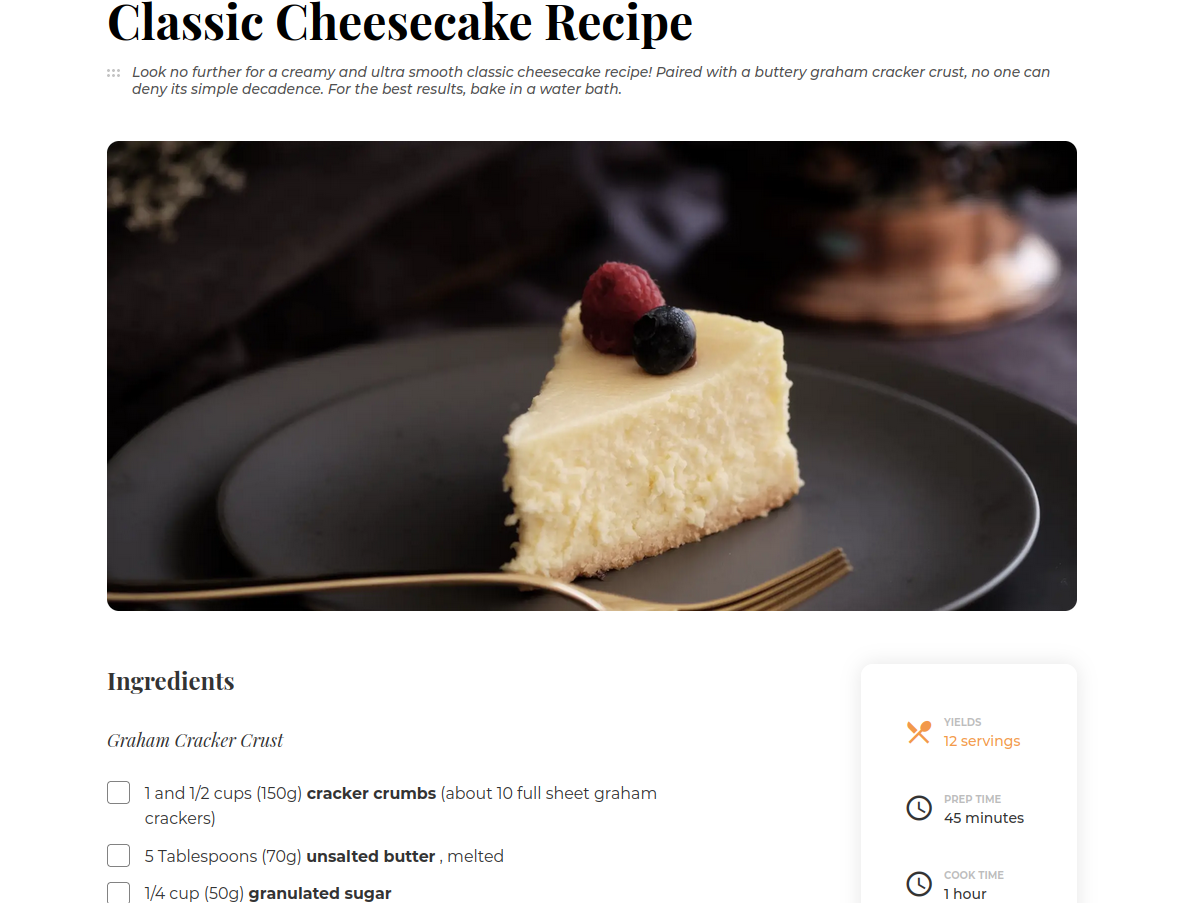 Classic Cheesecake Recipe
Look no further for a creamy and ultra smooth classic cheesecake recipe! Paired with a buttery graham cracker crust, no one can
deny its simple decadence. For the best results, bake in a water bath.
Ingredients
Graham Cracker Crust
1 and 1/2 cups (150g) cracker crumbs (about 10 full sheet graham
crackers)
5 Tablespoons (70g) unsalted butter , melted
1/4 cup (50g) granulated sugar
YIELDS
12 servings
PREP TIME
45 minutes
COOK TIME
1 hour